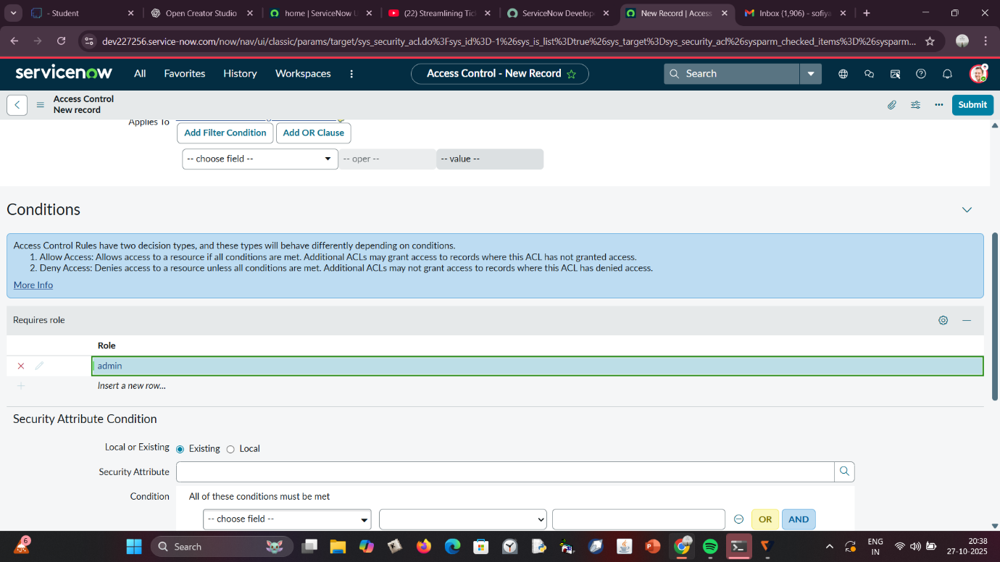 - Student
Open Creator Studio
home | ServiceNow U
(22) Streamlining Tic
ServiceNow Develop
New Record | Access
Inbox (1,906) - sofiya
dev227256.service-now.com/now/nav/ui/classic/params/target/sys_security_acl.do%3Fsys_id%3D-1%26sys_is_list%3Dtrue%26sys_target%3Dsys_security_acl%26sysparm_checked_items%3D%26sysparm...
servicenow
All
Favorites
History
Workspaces
Access Control - New Record
Search
Access Control
New record
Submit
Applies To
Add Filter Condition
Add OR Clause
-- choose field --
-- oper --
-- value --
Conditions
Access Control Rules have two decision types, and these types will behave differently depending on conditions.
1. Allow Access: Allows access to a resource if all conditions are met. Additional ACLs may grant access to records where this ACL has not granted access.
2. Deny Access: Denies access to a resource unless all conditions are met. Additional ACLs may not grant access to records where this ACL has denied access.
More Info
Requires role
Role
admin
Insert a new row...
Security Attribute Condition
Local or Existing
Existing
Local
Security Attribute
Condition
All of these conditions must be met
-- choose field --
OR
AND
6
Search
ENG
IN
20:38
27-10-2025